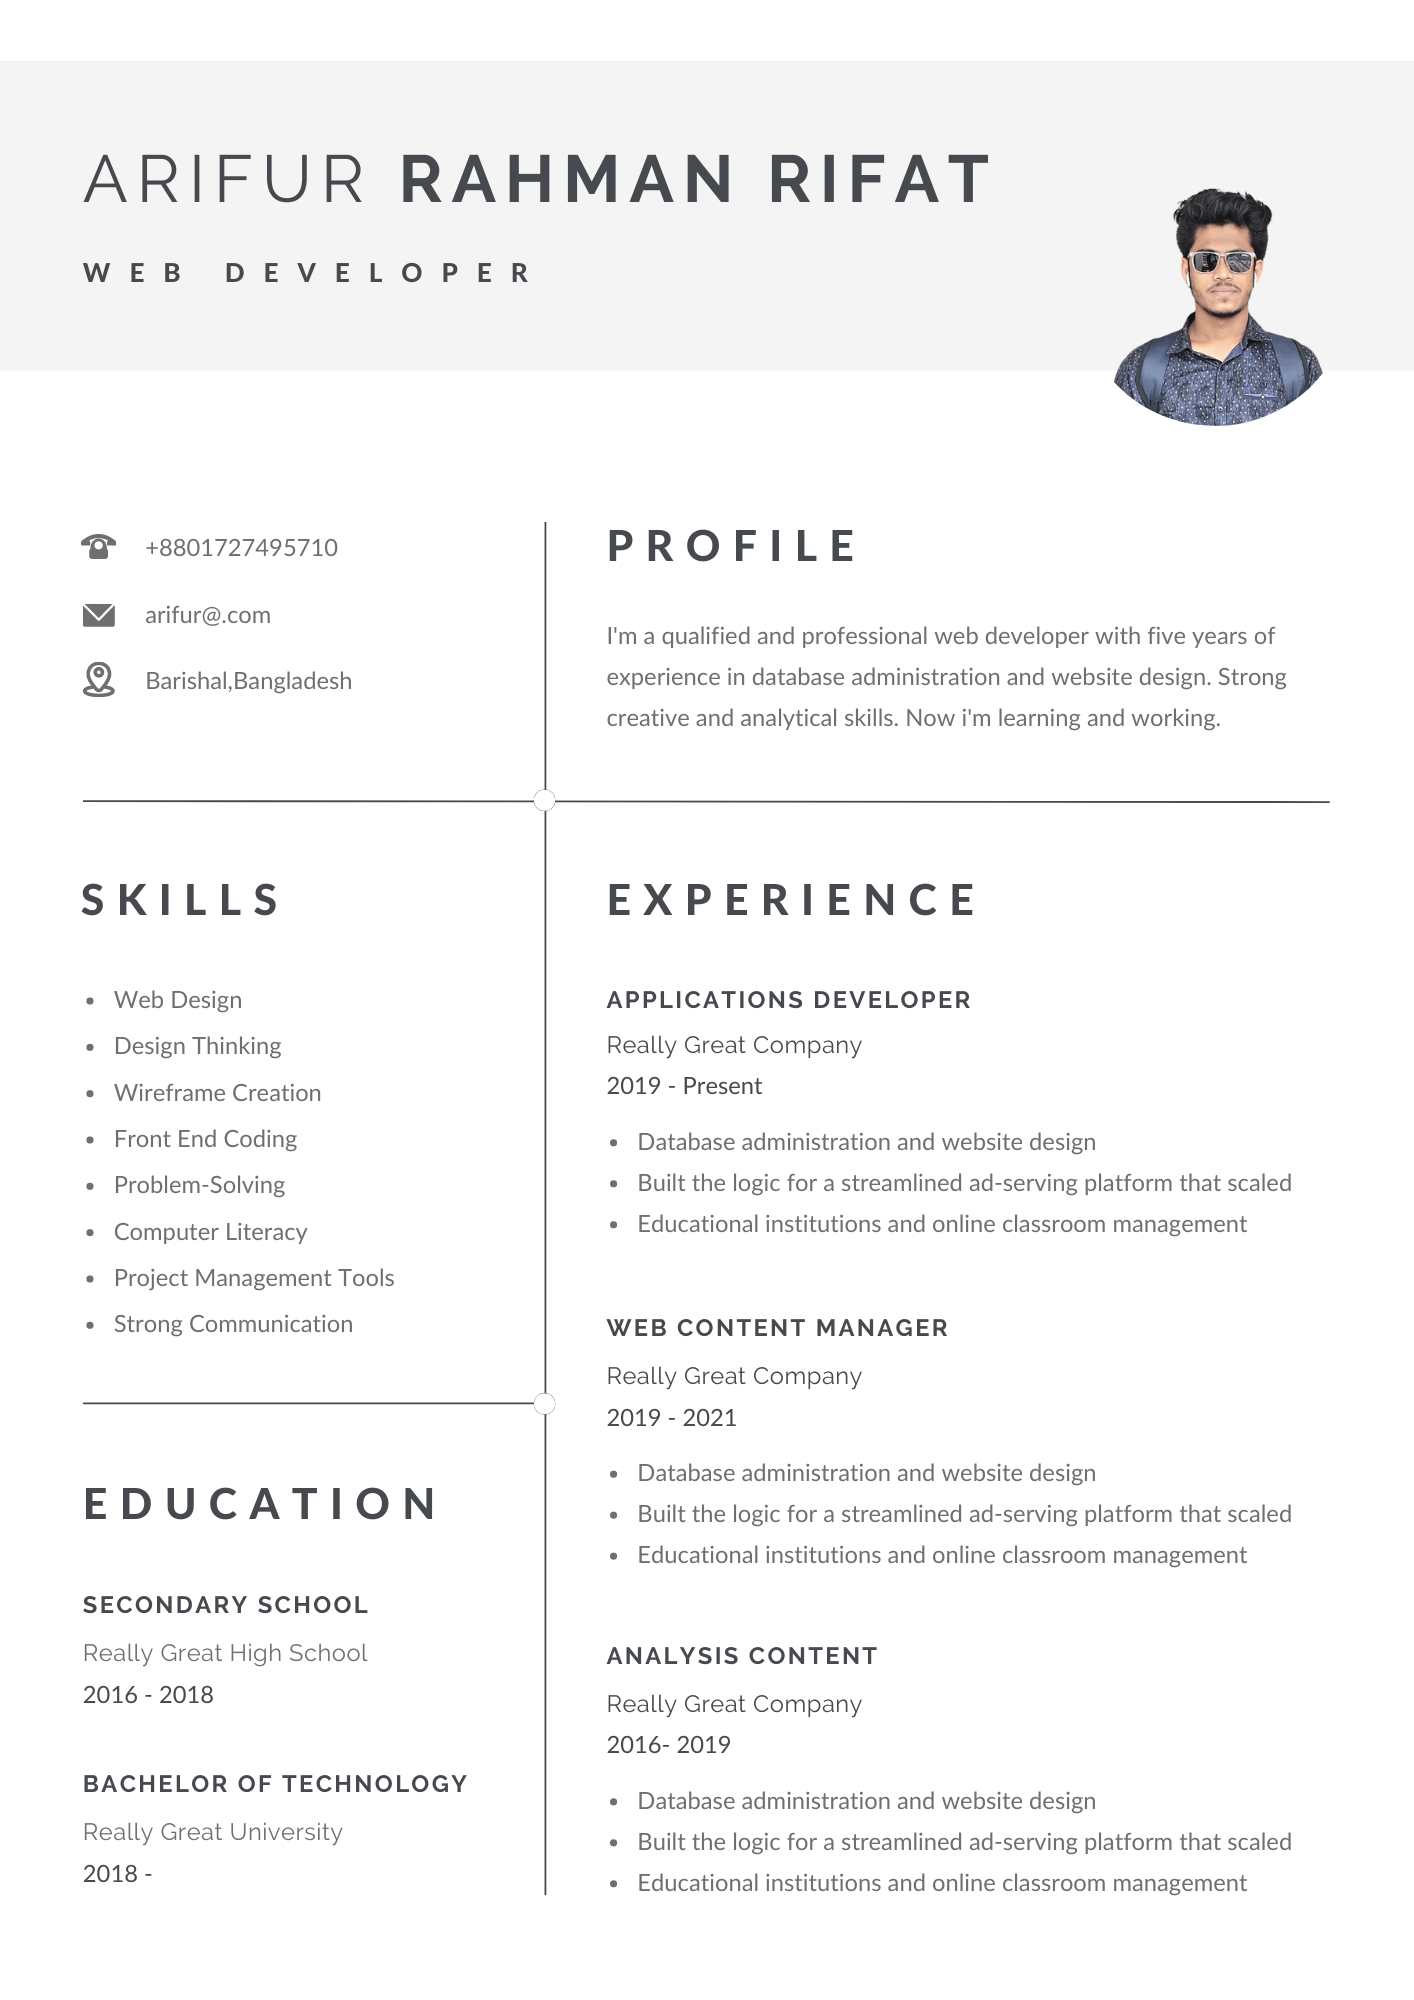 ARIFUR RAHMAN RIFAT
WEB DEVELOPER
+8801727495710
arifur@.com
Barishal,Bangladesh
PROFILE
I'm a qualified and professional web developer with five years of
experience in database administration and website design. Strong
creative and analytical skills. Now i'm learning and working.
SKILLS
• Web Design
• Design Thinking
• Wireframe Creation
• Front End Coding
• Problem-Solving
• Computer Literacy
• Project Management Tools
• Strong Communication
EDUCATION
SECONDARY SCHOOL
Really Great High School
2016 - 2018
BACHELOR OF TECHNOLOGY
Really Great University
2018 -
EXPERIENCE
APPLICATIONS DEVELOPER
Really Great Company
2019 - Present
• Database administration and website design
• Built the logic for a streamlined ad-serving platform that scaled
• Educational institutions and online classroom management
WEB CONTENT MANAGER
Really Great Company
2019 - 2021
• Database administration and website design
• Built the logic for a streamlined ad-serving platform that scaled
• Educational institutions and online classroom management
ANALYSIS CONTENT
Really Great Company
2016- 2019
• Database administration and website design
• Built the logic for a streamlined ad-serving platform that scaled
• Educational institutions and online classroom management